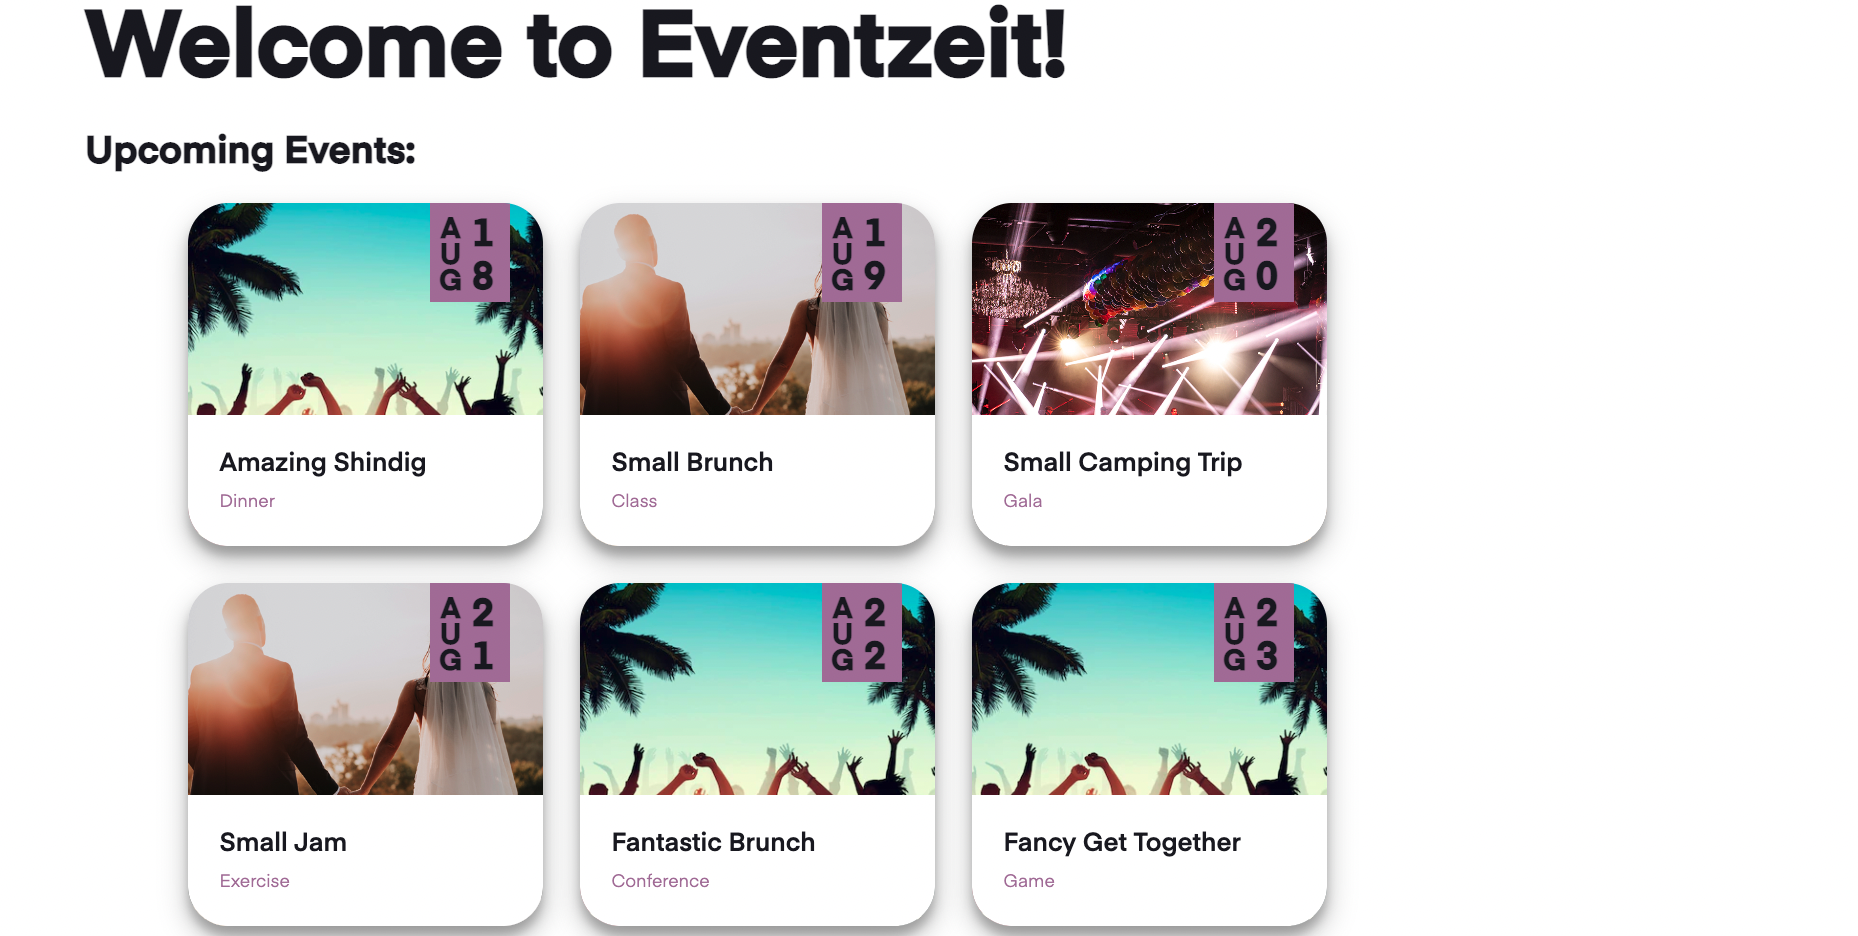 Welcome to Eventzeit!
Upcoming Events:
AUG 18
Amazing Shindig
Dinner
AUG 19
Small Brunch
Class
AUG 20
Small Camping Trip
Gala
AUG 21
Small Jam
Exercise
AUG 22
Fantastic Brunch
Conference
AUG 23
Fancy Get Together
Game